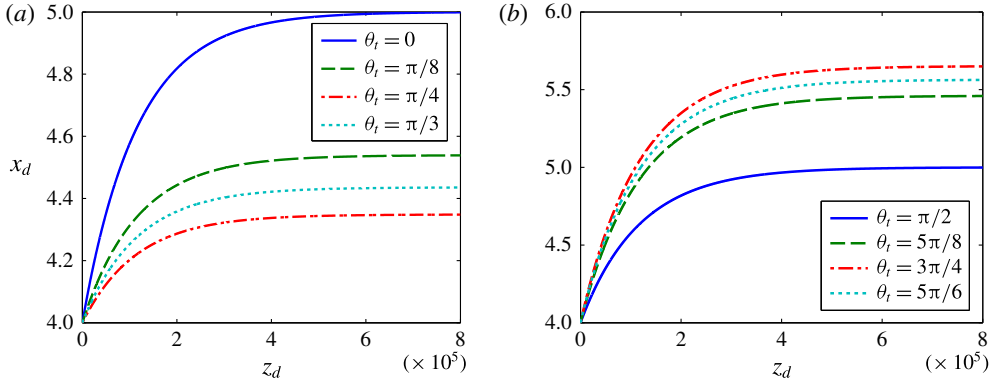 (a)
5.0
4.8
4.6
4.4
4.2
4.0
x_d
θ_t = 0
θ_t = π/8
θ_t = π/4
θ_t = π/3
0 2 4 6 8
z_d (× 10^5)
(b)
6.0
5.5
5.0
4.5
4.0
θ_t = π/2
θ_t = 5π/8
θ_t = 3π/4
θ_t = 5π/6
0 2 4 6 8
z_d (× 10^5)